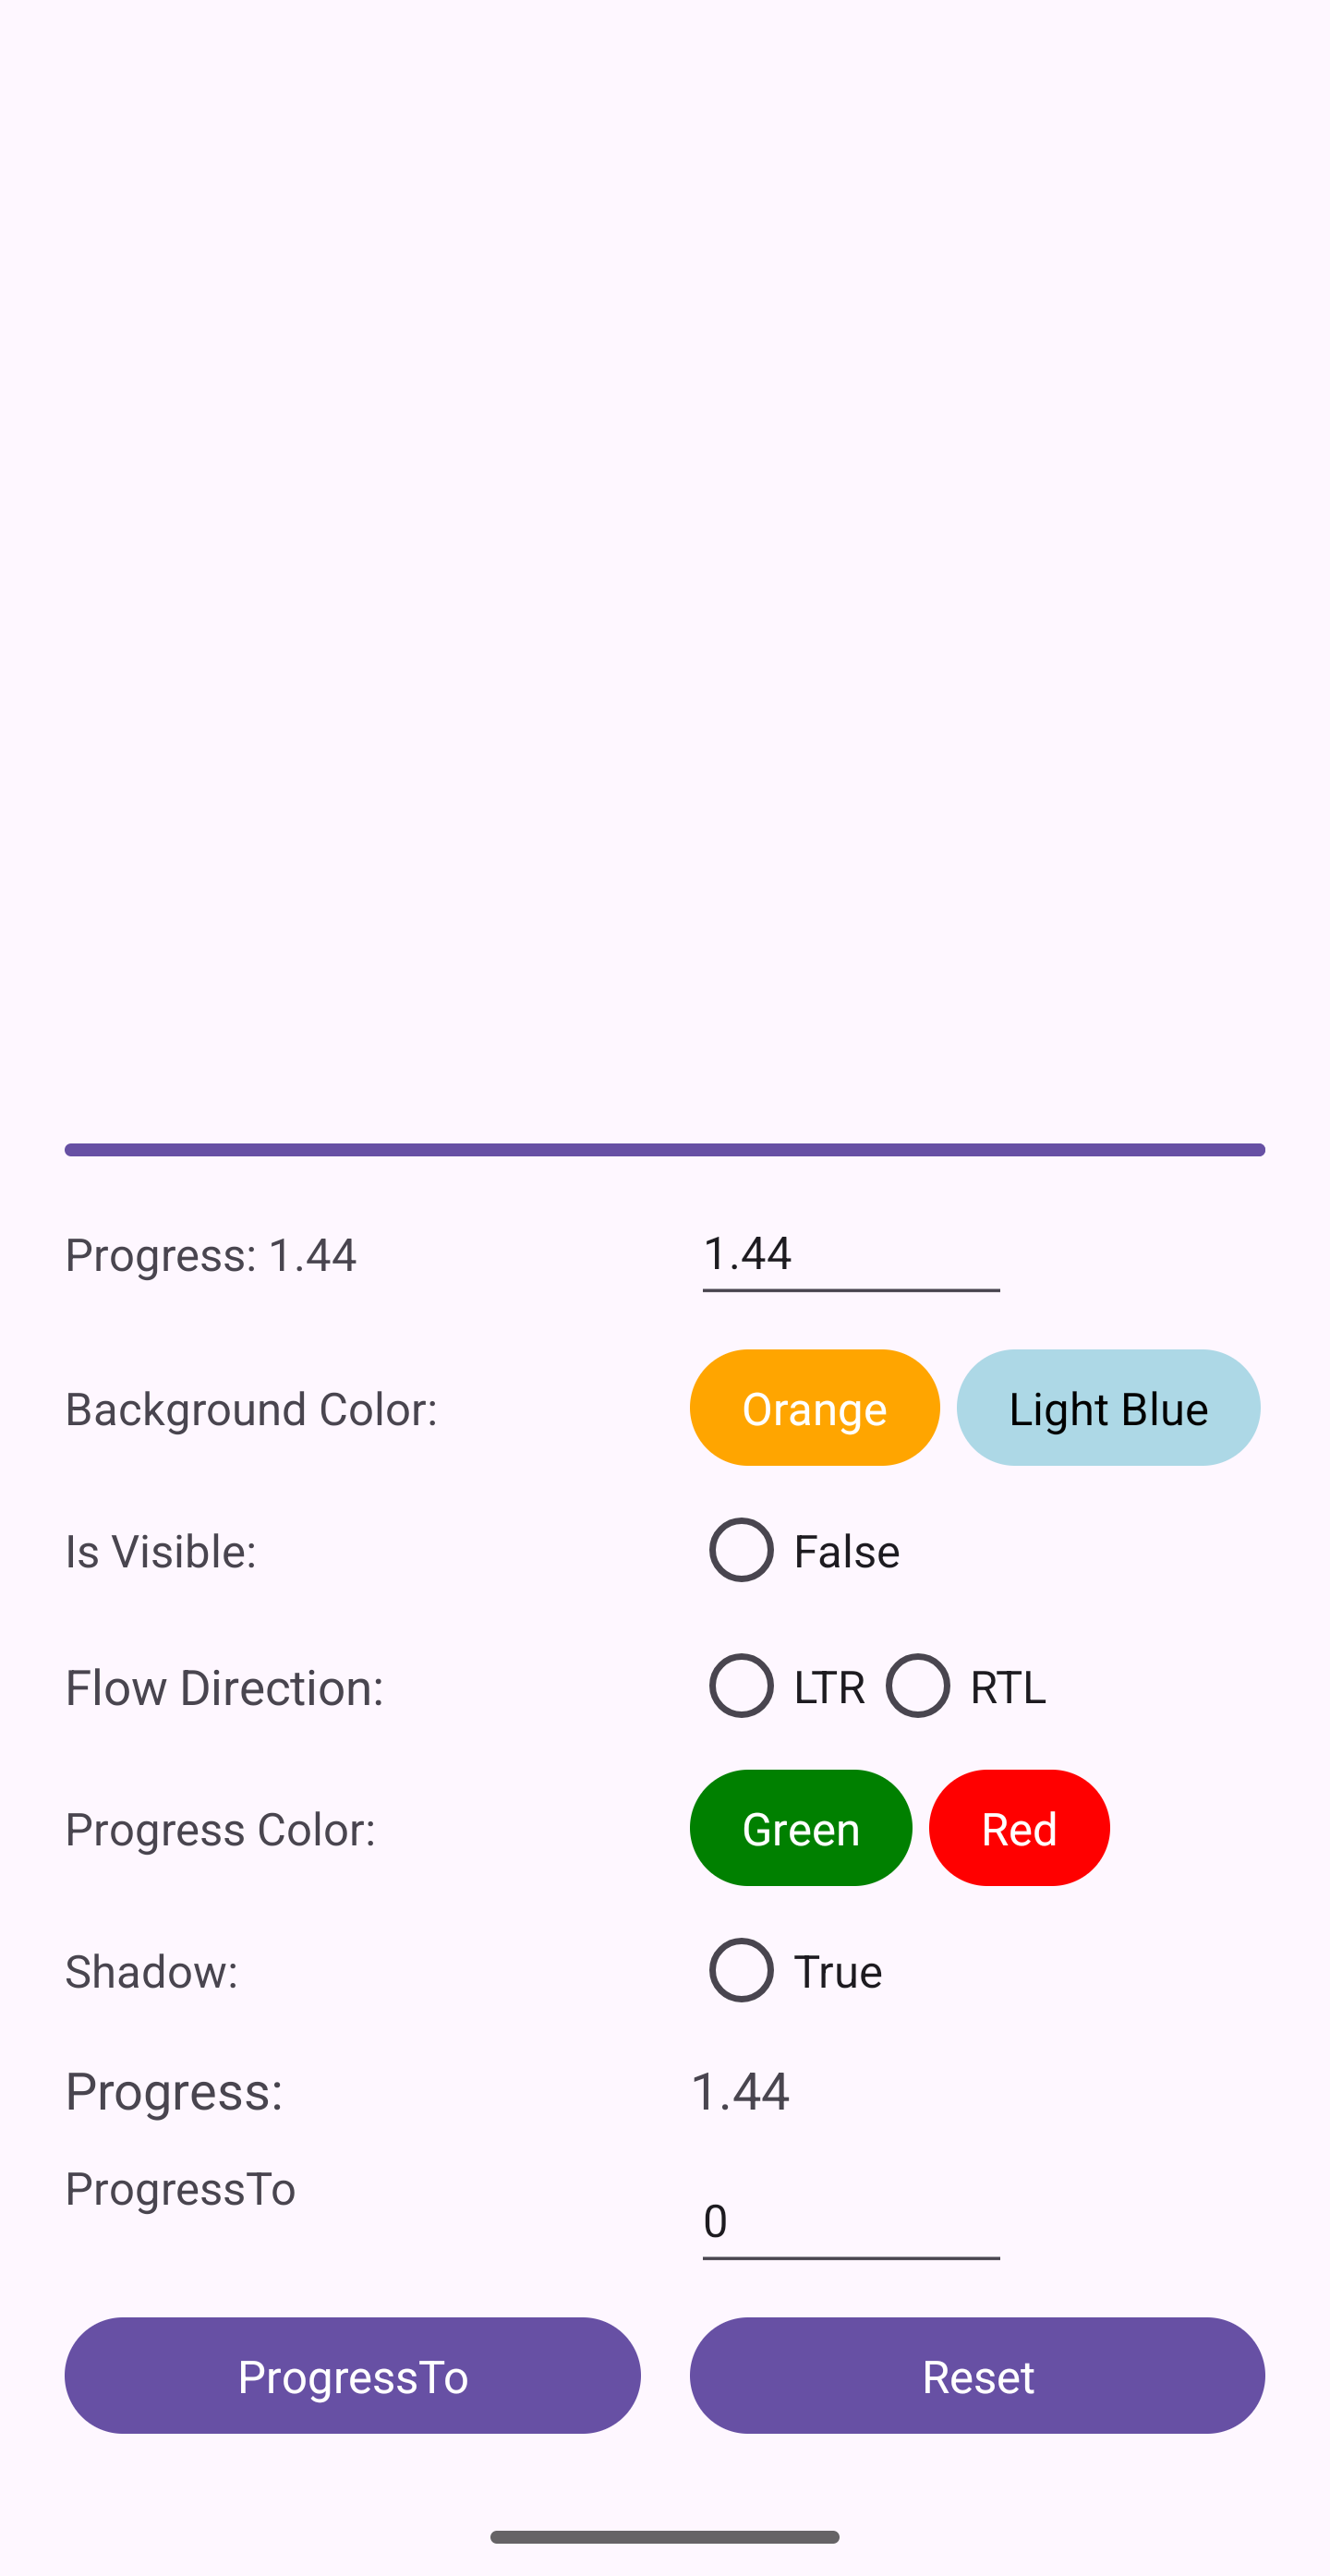 Progress: 1.44 1.44
Background Color: Orange Light Blue
Is Visible: False
Flow Direction: LTR RTL
Progress Color: Green Red
Shadow: True
Progress: 1.44
ProgressTo
0
ProgressTo Reset